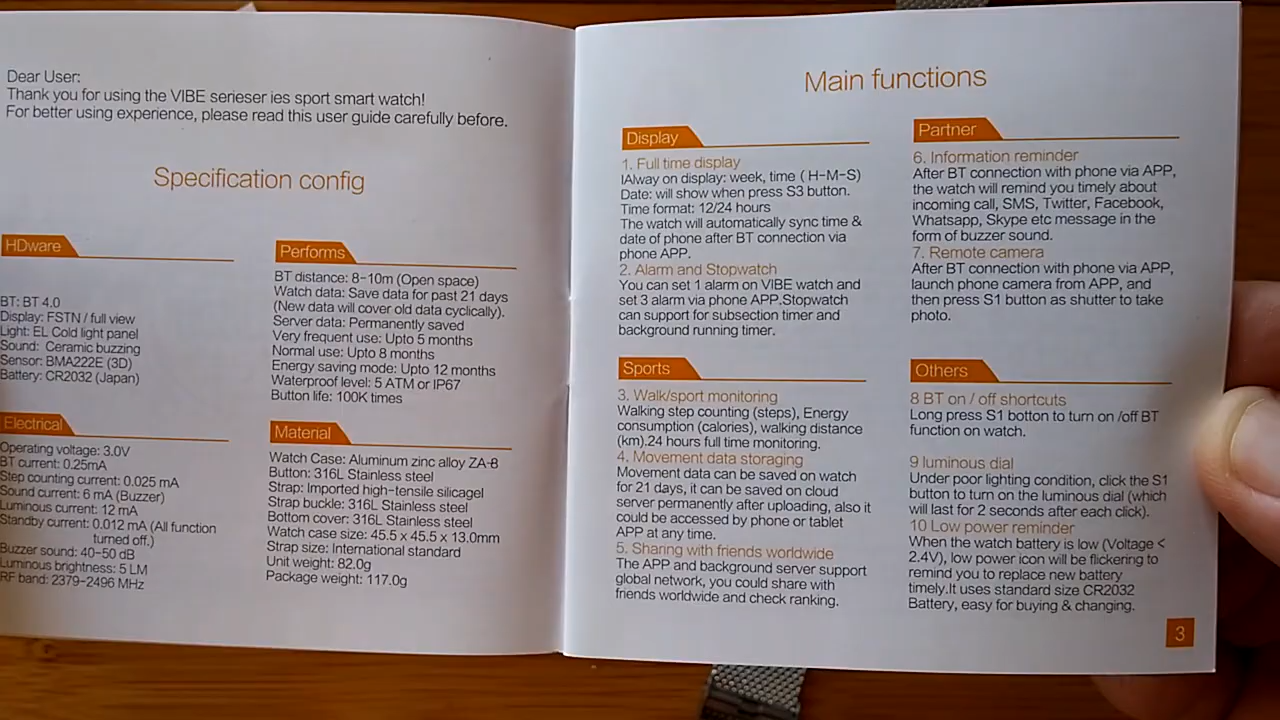 Dear User:
Thank you for using the VIBE serieser ies sport smart watch!
For better using experience, please read this user guide carefully before.
Specification config
HDware
BT: BT 4.0
Display: FSTN / full view
Light: EL Cold light panel
Sound: Ceramic buzzing
Sensor: BMA222E (3D)
Battery: CR2032 (Japan)
Electrical
Operating voltage: 3.0V
BT current: 0.25mA
Step counting current: 0.025 mA
Sound current: 6 mA (Buzzer)
Luminous current: 12 mA
Standby current: 0.012 mA (All function
turned off.)
Buzzer sound: 40-50 dB
Luminous brightness: 5 LM
RF band: 2379-2496 MHz
Performs
BT distance: 8-10m (Open space)
Watch data: Save data for past 21 days
(New data will cover old data cyclically).
Server data: Permanently saved
Very frequent use: Upto 5 months
Normal use: Upto 8 months
Energy saving mode: Upto 12 months
Waterproof level: 5 ATM or IP67
Button life: 100K times
Material
Watch Case: Aluminum zinc alloy ZA-8
Button: 316L Stainless steel
Strap: Imported high-tensile silicagel
Strap buckle: 316L Stainless steel
Bottom cover: 316L Stainless steel
Watch case size: 45.5 x 45.5 x 13.0mm
Strap size: International standard
Unit weight: 82.0g
Package weight: 117.0g
Main functions
Display
1. Full time display
IAlway on display: week, time ( H-M-S)
Date: will show when press S3 button.
Time format: 12/24 hours
The watch will automatically sync time &
date of phone after BT connection via
phone APP.
2. Alarm and Stopwatch
You can set 1 alarm on VIBE watch and
set 3 alarm via phone APP.Stopwatch
can support for subsection timer and
background running timer.
Sports
3. Walk/sport monitoring
Walking step counting (steps), Energy
consumption (calories), walking distance
(km).24 hours full time monitoring.
4. Movement data storaging
Movement data can be saved on watch
for 21 days, it can be saved on cloud
server permanently after uploading, also it
could be accessed by phone or tablet
APP at any time.
5. Sharing with friends worldwide
The APP and background server support
global network, you could share with
friends worldwide and check ranking.
Partner
6. Information reminder
After BT connection with phone via APP,
the watch will remind you timely about
incoming call, SMS, Twitter, Facebook,
Whatsapp, Skype etc message in the
form of buzzer sound.
7. Remote camera
After BT connection with phone via APP,
launch phone camera from APP, and
then press S1 button as shutter to take
photo.
Others
8 BT on / off shortcuts
Long press S1 botton to turn on /off BT
function on watch.
9 luminous dial
Under poor lighting condition, click the S1
button to turn on the luminous dial (which
will last for 2 seconds after each click).
10 Low power reminder
When the watch battery is low (Voltage <
2.4V), low power icon will be flickering to
remind you to replace new battery
timely.It uses standard size CR2032
Battery, easy for buying & changing.
3